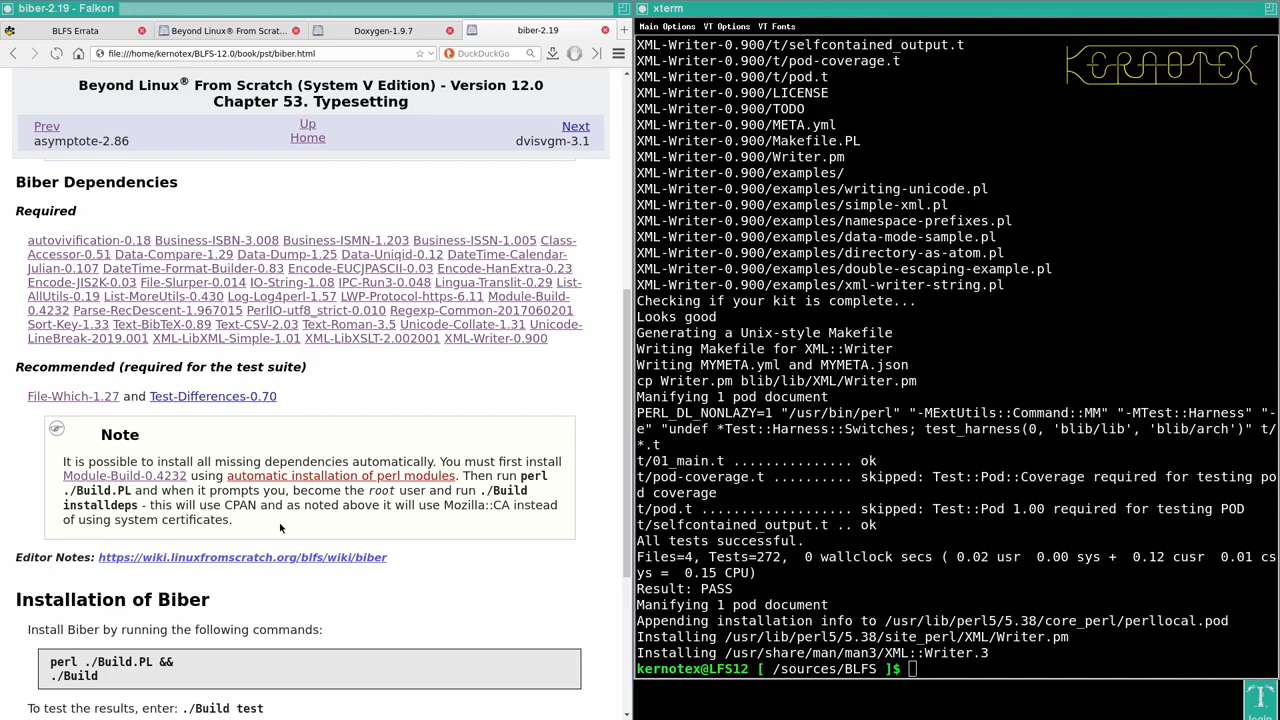 biber-2.19 - Falkon
BLFS Errata
Beyond Linux® From Scrat...
Doxygen-1.9.7
biber-2.19
file:///home/kernotex/BLFS-12.0/book/pst/biber.html
DuckDuckGo
Beyond Linux® From Scratch (System V Edition) - Version 12.0
Chapter 53. Typesetting
Prev
Up
Next
asymptote-2.86
Home
dvisvgm-3.1
Biber Dependencies
Required
autovivification-0.18 Business-ISBN-3.008 Business-ISMN-1.203 Business-ISSN-1.005 Class-
Accessor-0.51 Data-Compare-1.29 Data-Dump-1.25 Data-Uniqid-0.12 DateTime-Calendar-
Julian-0.107 DateTime-Format-Builder-0.83 Encode-EUCJPASCII-0.03 Encode-HanExtra-0.23
Encode-JIS2K-0.03 File-Slurper-0.014 IO-String-1.08 IPC-Run3-0.048 Lingua-Translit-0.29 List-
AllUtils-0.19 List-MoreUtils-0.430 Log-Log4perl-1.57 LWP-Protocol-https-6.11 Module-Build-
0.4232 Parse-RecDescent-1.967015 PerlIO-utf8_strict-0.010 Regexp-Common-2017060201
Sort-Key-1.33 Text-BibTeX-0.89 Text-CSV-2.03 Text-Roman-3.5 Unicode-Collate-1.31 Unicode-
LineBreak-2019.001 XML-LibXML-Simple-1.01 XML-LibXSLT-2.002001 XML-Writer-0.900
Recommended (required for the test suite)
File-Which-1.27 and Test-Differences-0.70
Note
It is possible to install all missing dependencies automatically. You must first install
Module-Build-0.4232 using automatic installation of perl modules. Then run perl
./Build.PL and when it prompts you, become the root user and run ./Build
installdeps - this will use CPAN and as noted above it will use Mozilla::CA instead
of using system certificates.
Editor Notes: https://wiki.linuxfromscratch.org/blfs/wiki/biber
Installation of Biber
Install Biber by running the following commands:
perl ./Build.PL &&
./Build
To test the results, enter: ./Build test
xterm
Main Options VT Options VT Fonts
KERNOTEX
XML-Writer-0.900/t/selfcontained_output.t
XML-Writer-0.900/t/pod-coverage.t
XML-Writer-0.900/t/pod.t
XML-Writer-0.900/LICENSE
XML-Writer-0.900/TODO
XML-Writer-0.900/META.yml
XML-Writer-0.900/Makefile.PL
XML-Writer-0.900/Writer.pm
XML-Writer-0.900/examples/
XML-Writer-0.900/examples/writing-unicode.pl
XML-Writer-0.900/examples/simple-xml.pl
XML-Writer-0.900/examples/namespace-prefixes.pl
XML-Writer-0.900/examples/data-mode-sample.pl
XML-Writer-0.900/examples/directory-as-atom.pl
XML-Writer-0.900/examples/double-escaping-example.pl
XML-Writer-0.900/examples/xml-writer-string.pl
Checking if your kit is complete...
Looks good
Generating a Unix-style Makefile
Writing Makefile for XML::Writer
Writing MYMETA.yml and MYMETA.json
cp Writer.pm blib/lib/XML/Writer.pm
Manifying 1 pod document
PERL_DL_NONLAZY=1 "/usr/bin/perl" "-MExtUtils::Command::MM" "-MTest::Harness" "-
e" "undef *Test::Harness::Switches; test_harness(0, 'blib/lib', 'blib/arch')" t/
*.t
t/01_main.t .............. ok
t/pod-coverage.t ......... skipped: Test::Pod::Coverage required for testing po
d coverage
t/pod.t .................. skipped: Test::Pod 1.00 required for testing POD
t/selfcontained_output.t .. ok
All tests successful.
Files=4, Tests=272,  0 wallclock secs ( 0.02 usr  0.00 sys +  0.12 cusr  0.01 cs
ys =  0.15 CPU)
Result: PASS
Manifying 1 pod document
Appending installation info to /usr/lib/perl5/5.38/core_perl/perllocal.pod
Installing /usr/lib/perl5/5.38/site_perl/XML/Writer.pm
Installing /usr/share/man/man3/XML::Writer.3
kernotex@LFS12 [ /sources/BLFS ]$
login